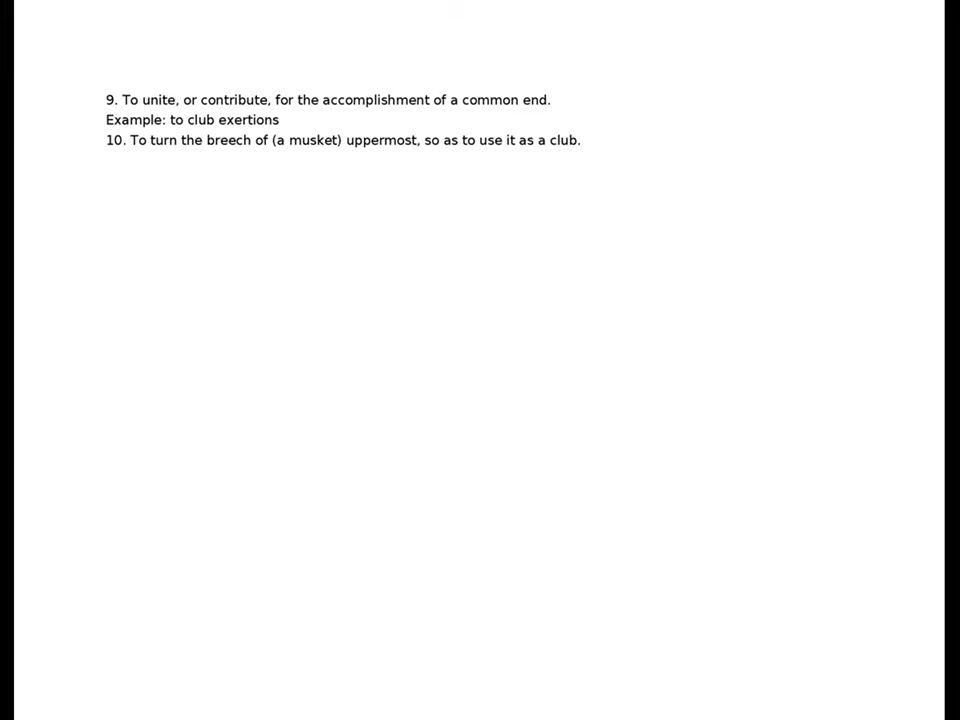 9. To unite, or contribute, for the accomplishment of a common end.
Example: to club exertions
10. To turn the breech of (a musket) uppermost, so as to use it as a club.